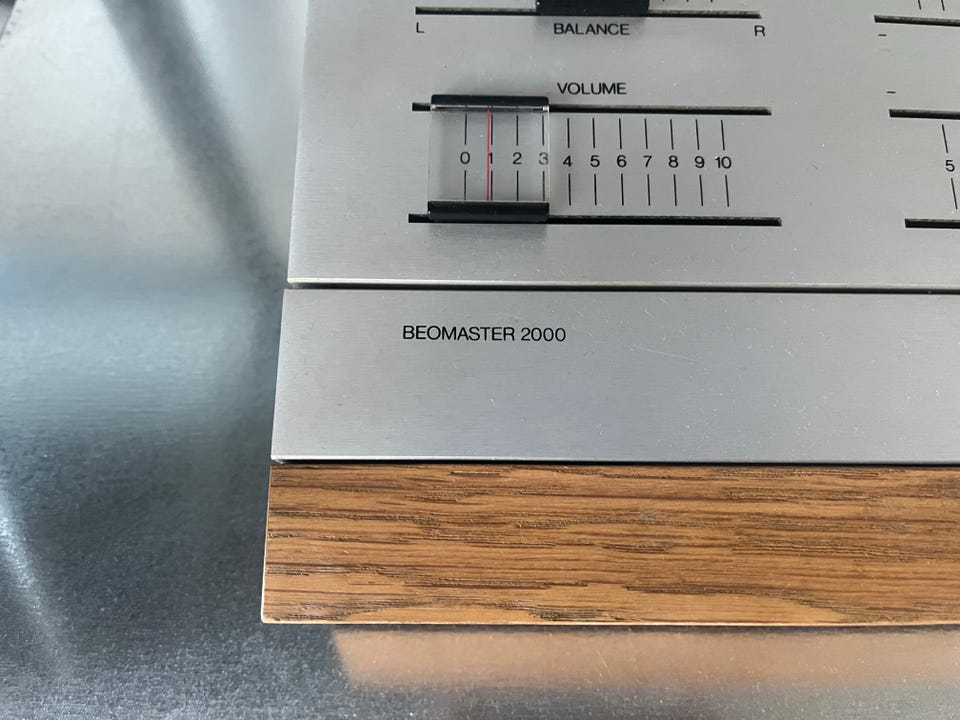 L BALANCE R
–
VOLUME
–
0 1 2 3 4 5 6 7 8 9 10
5
BEOMASTER 2000